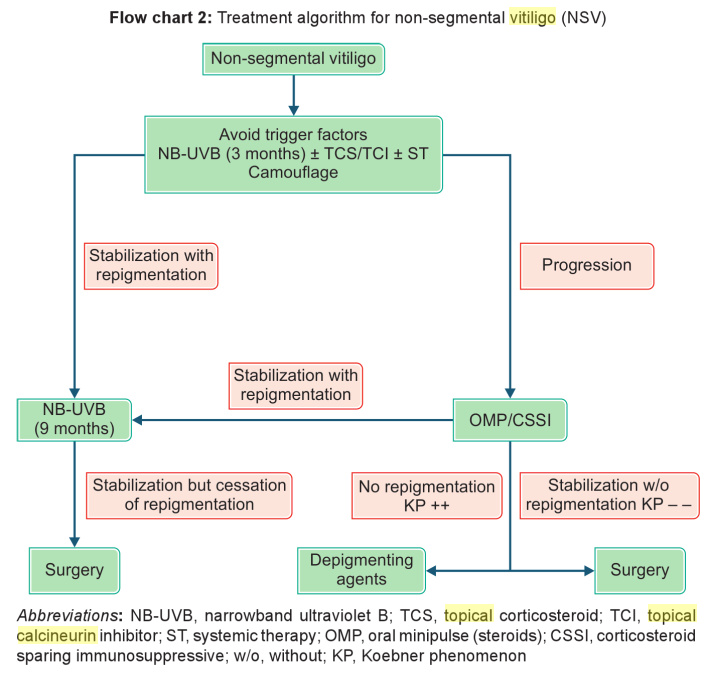 Flow chart 2: Treatment algorithm for non-segmental vitiligo (NSV)
Non-segmental vitiligo
Avoid trigger factors
NB-UVB (3 months) ± TCS/TCI ± ST
Camouflage
Stabilization with
repigmentation
Progression
Stabilization with
repigmentation
NB-UVB
(9 months)
OMP/CSSI
Stabilization but cessation
of repigmentation
No repigmentation
KP ++
Stabilization w/o
repigmentation KP – –
Surgery
Depigmenting
agents
Surgery
Abbreviations: NB-UVB, narrowband ultraviolet B; TCS, topical corticosteroid; TCI, topical
calcineurin inhibitor; ST, systemic therapy; OMP, oral minipulse (steroids); CSSI, corticosteroid
sparing immunosuppressive; w/o, without; KP, Koebner phenomenon